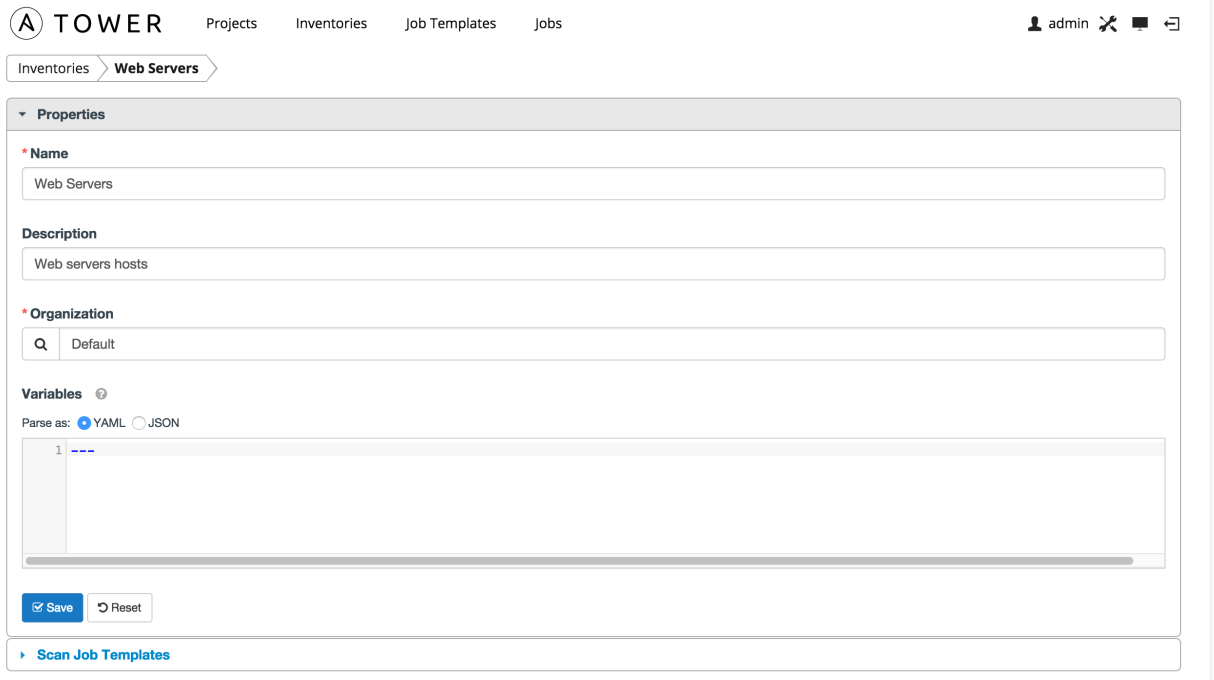 A TOWER Projects Inventories Job Templates Jobs admin
Inventories Web Servers
Properties
* Name
Web Servers
Description
Web servers hosts
* Organization
Default
Variables ?
Parse as: YAML JSON
1 ---
Save Reset
Scan Job Templates